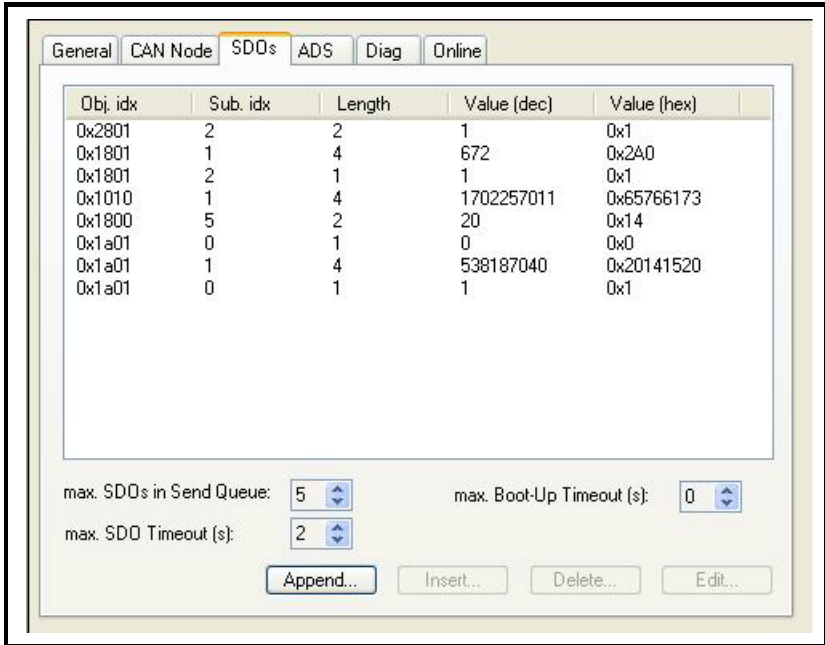 General CAN Node SDOs ADS Diag Online
Obj. idx Sub. idx Length Value (dec) Value (hex)
0x2801 2 2 1 0x1
0x1801 1 4 672 0x2A0
0x1801 2 1 1 0x1
0x1010 1 4 1702257011 0x65766173
0x1800 5 2 20 0x14
0x1a01 0 1 0 0x0
0x1a01 1 4 538187040 0x20141520
0x1a01 0 1 1 0x1
max. SDOs in Send Queue: 5 max. Boot-Up Timeout (s): 0
max. SDO Timeout (s): 2
Append... Insert... Delete... Edit...